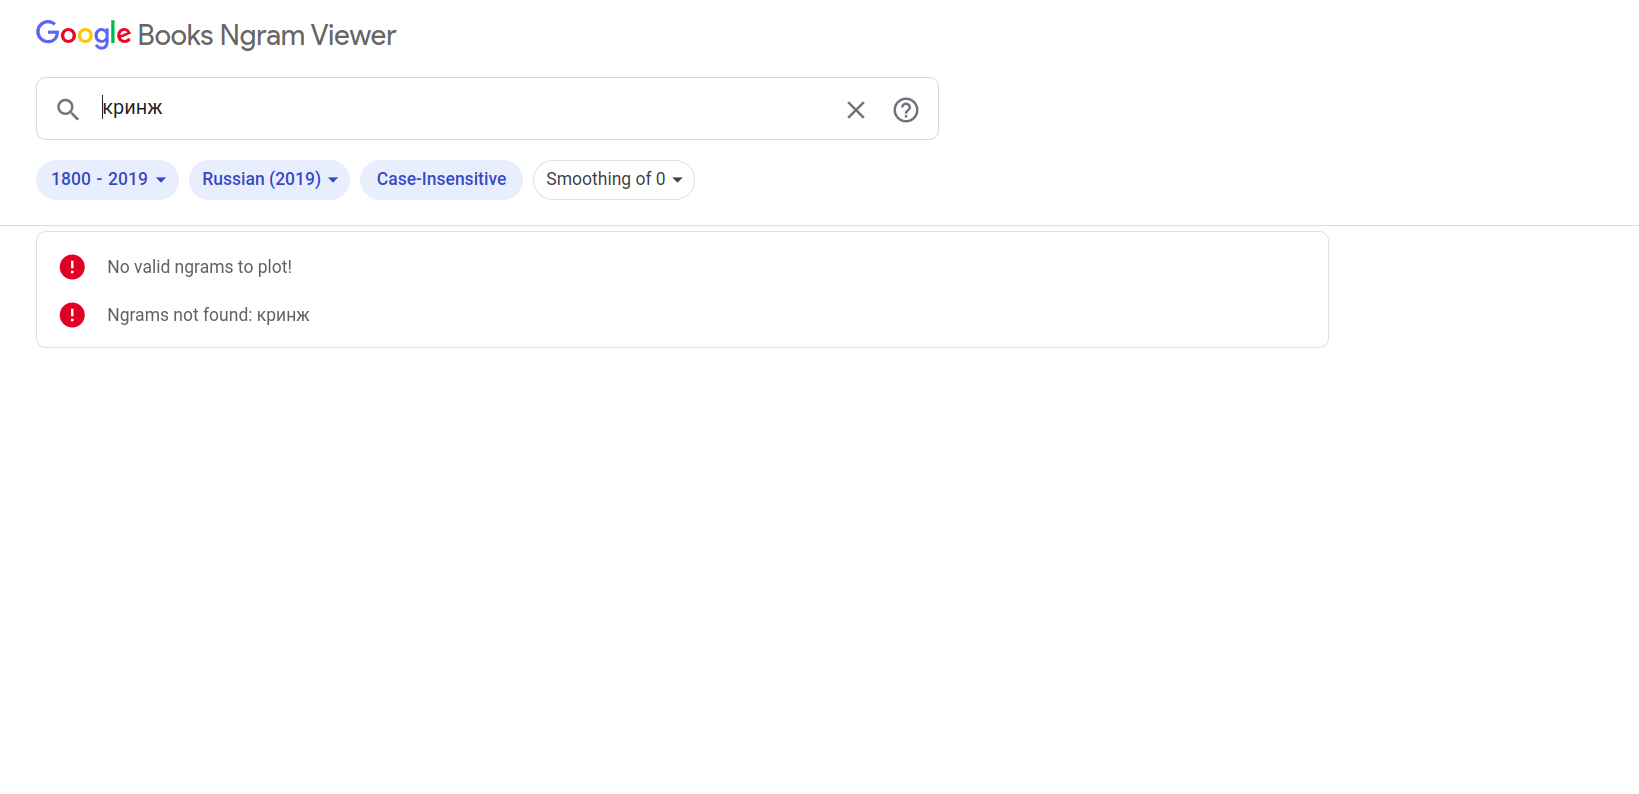 Google Books Ngram Viewer
кринж
1800 - 2019
Russian (2019)
Case-Insensitive
Smoothing of 0
No valid ngrams to plot!
Ngrams not found: кринж